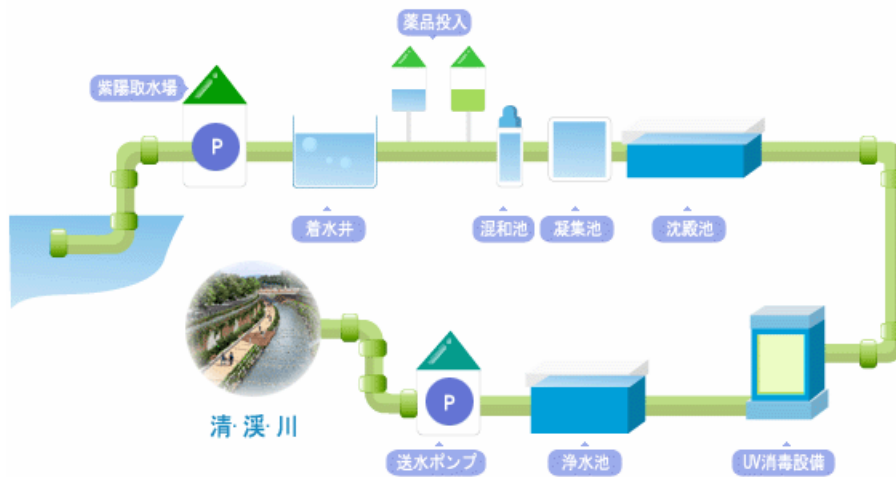 薬品投入
紫陽取水場
P
着水井
混和池
凝集池
沈殿池
清·渓·川
P
送水ポンプ
浄水池
UV消毒設備